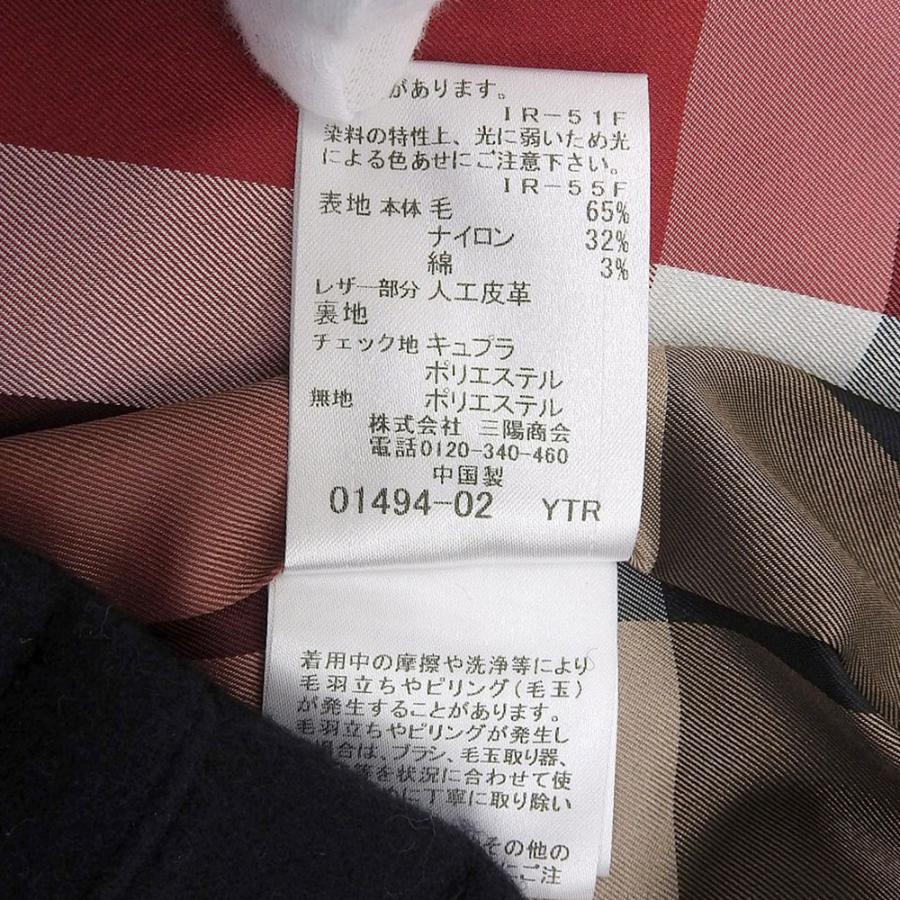 があります。
IR-51F
染料の特性上、光に弱いため光
による色あせにご注意下さい。
IR-55F
表地 本体 毛 65%
ナイロン 32%
綿 3%
レザー部分 人工皮革
裏地
チェック地 キュプラ
ポリエステル
無地 ポリエステル
株式会社 三陽商会
電話0120-340-460
中国製
01494-02 YTR
着用中の摩擦や洗浄等により
毛羽立ちやピリング(毛玉)
が発生することがあります。
毛羽立ちやピリングが発生し
場合は、ブラシ、毛玉取り器、
等を状況に合わせて使
に丁寧に取り除い
その他の
にご注